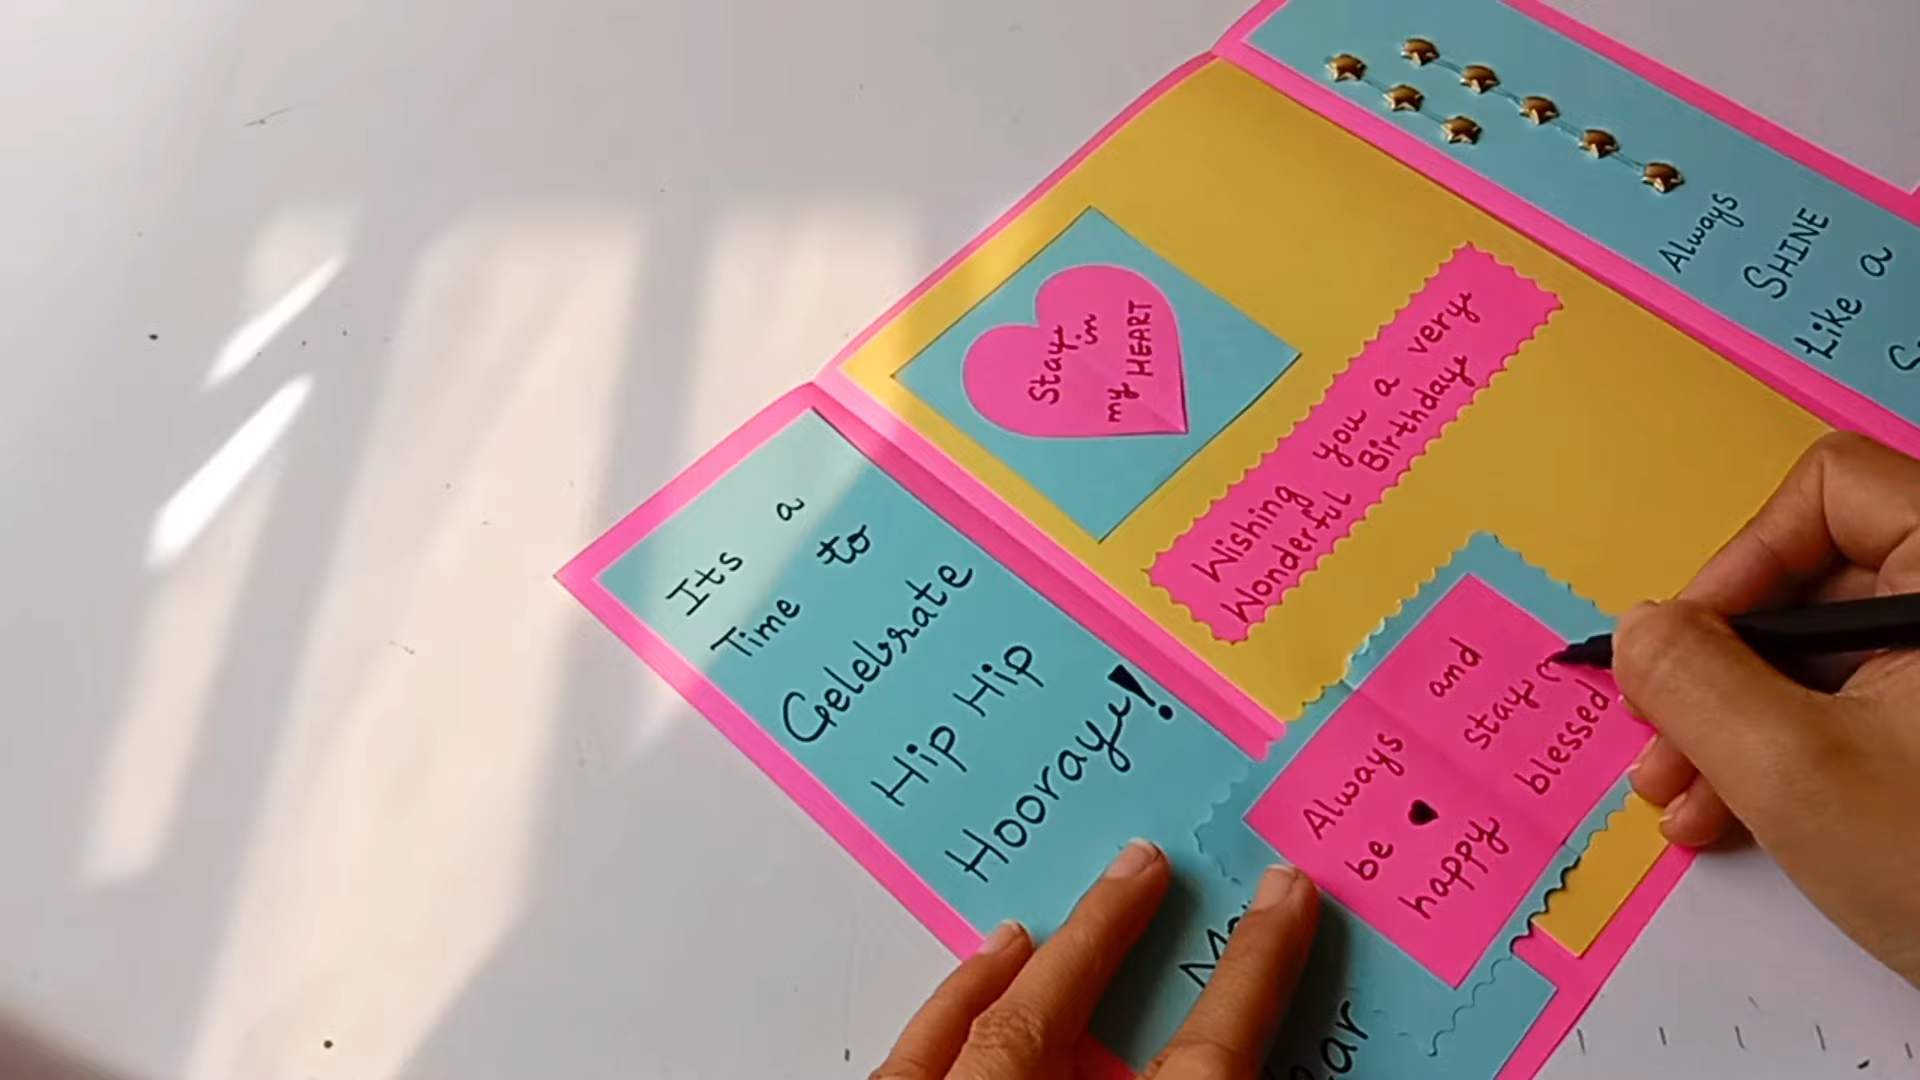 Its a
Time to
Celebrate
Hip Hip
Hooray!
Stay
in
my HEART
Wishing you a very
Wonderful Birthday
Always
be
happy
and
stay
blessed
Always
SHINE
Like a